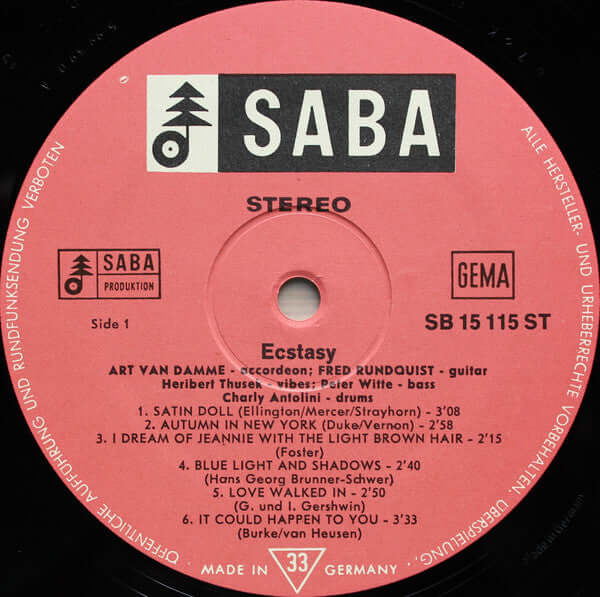 SABA
STEREO
SABA
PRODUKTION
GEMA
Side 1
SB 15 115 ST
Ecstasy
ART VAN DAMME - accordeon; FRED RUNDQUIST - guitar
Heribert Thusek - vibes; Peter Witte - bass
Charly Antolini - drums
1. SATIN DOLL (Ellington/Mercer/Strayhorn) - 3'08
2. AUTUMN IN NEW YORK (Duke/Vernon) - 2'58
3. I DREAM OF JEANNIE WITH THE LIGHT BROWN HAIR - 2'15
(Foster)
4. BLUE LIGHT AND SHADOWS - 2'40
(Hans Georg Brunner-Schwer)
5. LOVE WALKED IN - 2'50
(G. und I. Gershwin)
6. IT COULD HAPPEN TO YOU - 3'33
(Burke/van Heusen)
MADE IN 33 GERMANY
ALLE HERSTELLER- UND URHEBERRECHTE VORBEHALTEN. ÜBERSPIELUNG,
ÖFFENTLICHE AUFFÜHRUNG UND RUNDFUNKSENDUNG VERBOTEN
Made in Germany